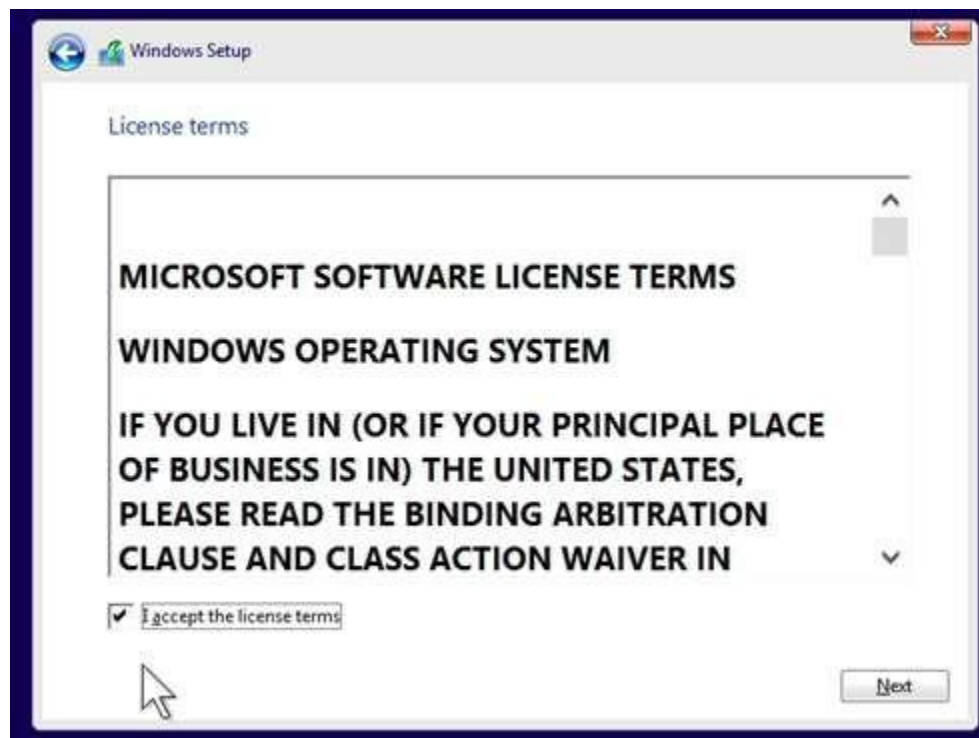 Windows Setup
License terms
MICROSOFT SOFTWARE LICENSE TERMS
WINDOWS OPERATING SYSTEM
IF YOU LIVE IN (OR IF YOUR PRINCIPAL PLACE
OF BUSINESS IS IN) THE UNITED STATES,
PLEASE READ THE BINDING ARBITRATION
CLAUSE AND CLASS ACTION WAIVER IN
I accept the license terms
Next